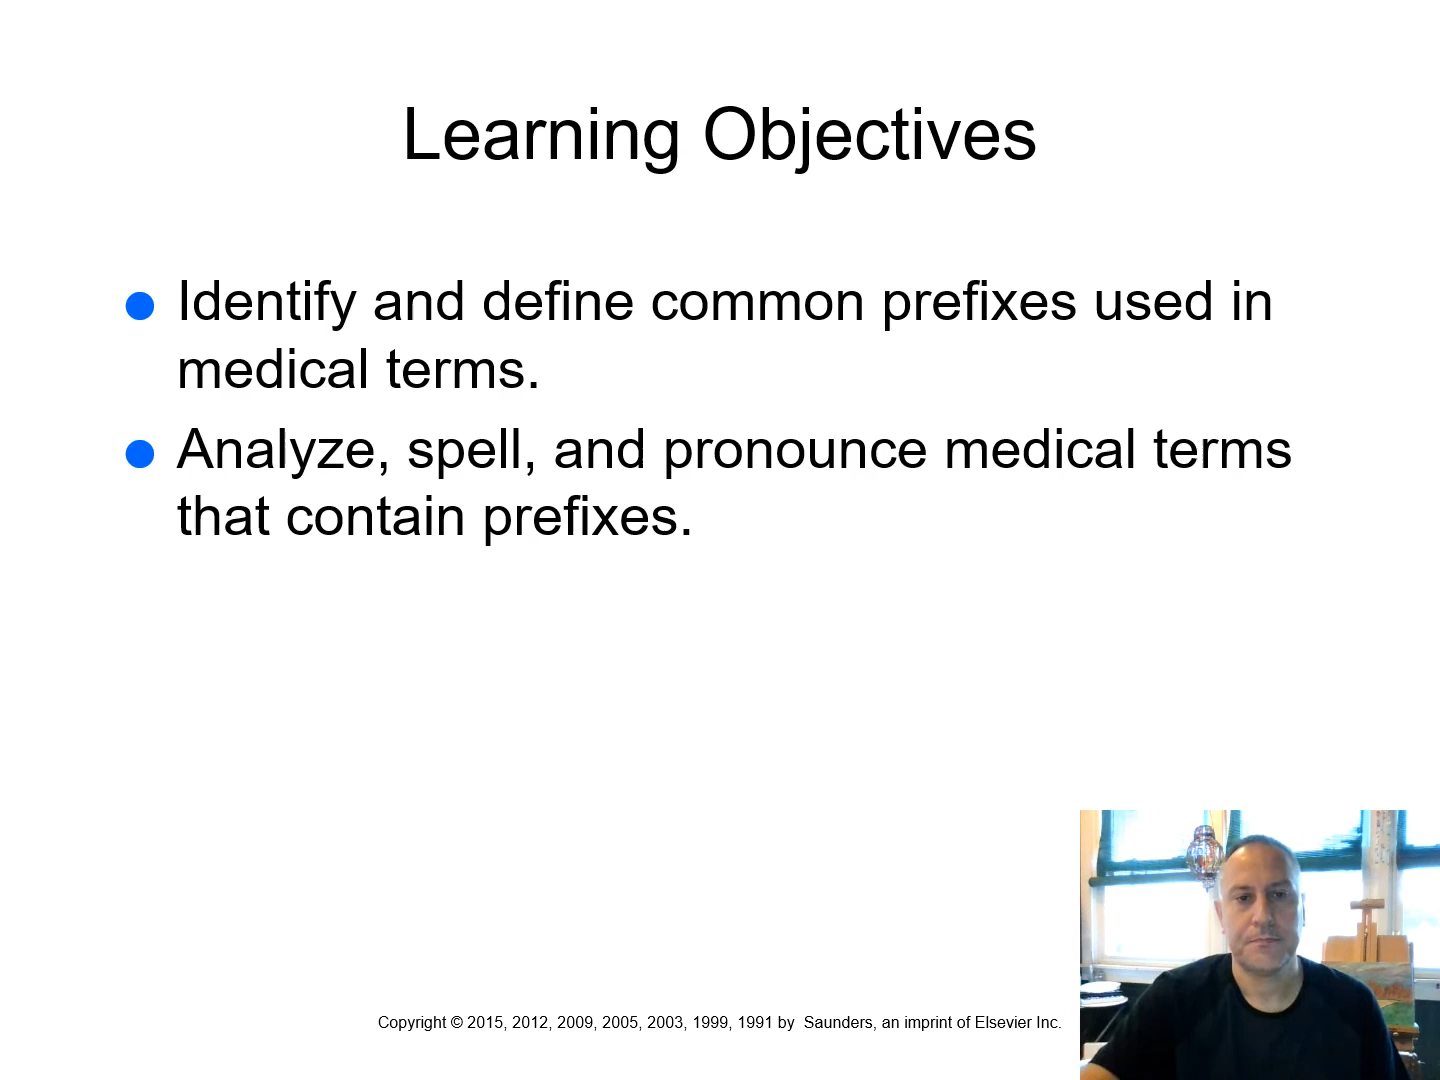 Learning Objectives
Identify and define common prefixes used in
medical terms.
Analyze, spell, and pronounce medical terms
that contain prefixes.
Copyright © 2015, 2012, 2009, 2005, 2003, 1999, 1991 by  Saunders, an imprint of Elsevier Inc.